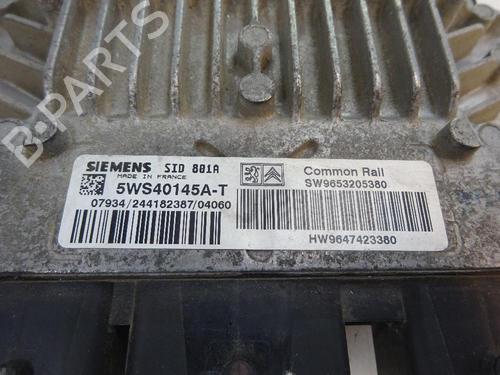 B-PARTS
SIEMENS SID 801A
MADE IN FRANCE
5WS40145A-T
07934/244182387/04060
Common Rail
SW9653205380
HW9647423380